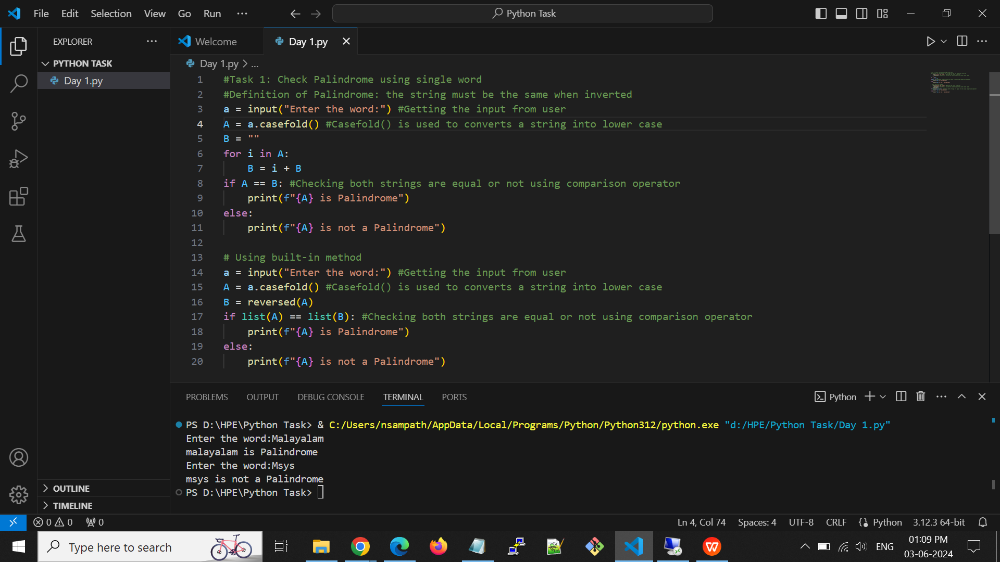 File Edit Selection View Go Run ... Python Task
EXPLORER ...
PYTHON TASK
Day 1.py
Welcome Day 1.py
Day 1.py > ...
1 #Task 1: Check Palindrome using single word
2 #Definition of Palindrome: the string must be the same when inverted
3 a = input("Enter the word:") #Getting the input from user
4 A = a.casefold() #Casefold() is used to converts a string into lower case
5 B = ""
6 for i in A:
7 B = i + B
8 if A == B: #Checking both strings are equal or not using comparison operator
9 print(f"{A} is Palindrome")
10 else:
11 print(f"{A} is not a Palindrome")
12
13 # Using built-in method
14 a = input("Enter the word:") #Getting the input from user
15 A = a.casefold() #Casefold() is used to converts a string into lower case
16 B = reversed(A)
17 if list(A) == list(B): #Checking both strings are equal or not using comparison operator
18 print(f"{A} is Palindrome")
19 else:
20 print(f"{A} is not a Palindrome")
PROBLEMS OUTPUT DEBUG CONSOLE TERMINAL PORTS Python
PS D:\HPE\Python Task> & C:/Users/nsampath/AppData/Local/Programs/Python/Python312/python.exe "d:/HPE/Python Task/Day 1.py"
Enter the word:Malayalam
malayalam is Palindrome
Enter the word:Msys
msys is not a Palindrome
PS D:\HPE\Python Task>
OUTLINE
TIMELINE
0 0 0 Ln 4, Col 74 Spaces: 4 UTF-8 CRLF Python 3.12.3 64-bit
Type here to search ENG
01:09 PM
03-06-2024